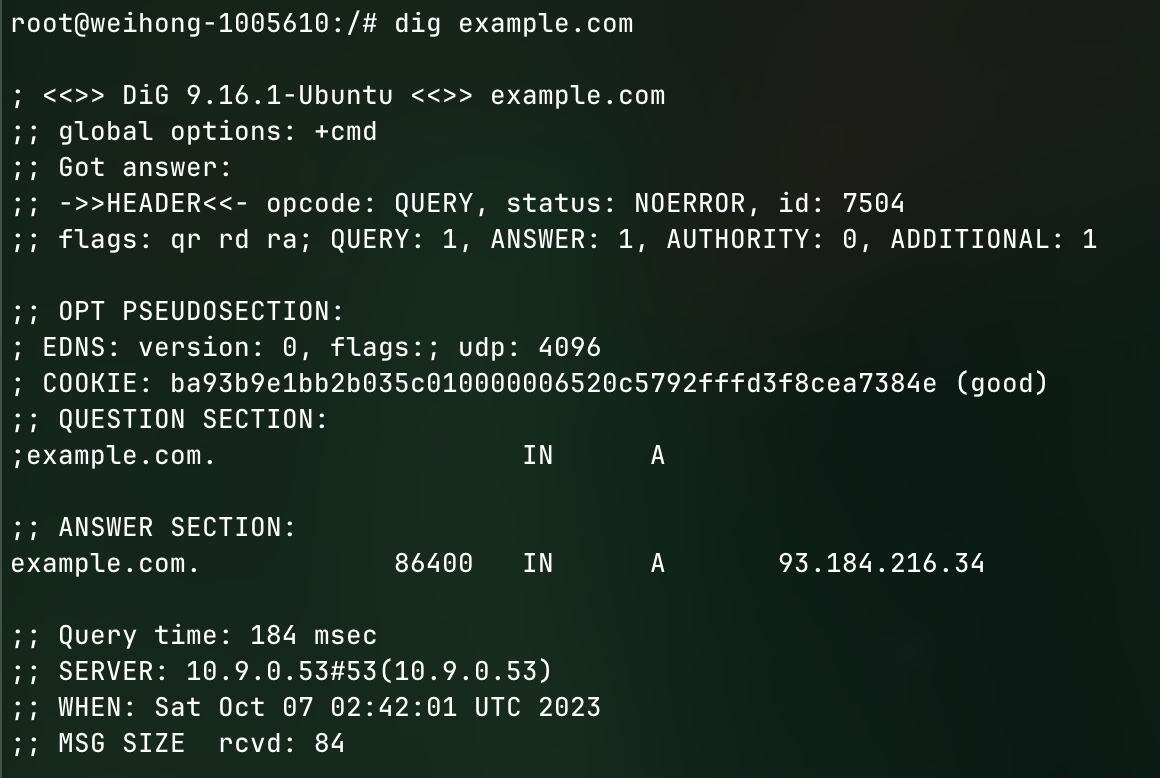 root@weihong-1005610:/# dig example.com
; <<>> DiG 9.16.1-Ubuntu <<>> example.com
;; global options: +cmd
;; Got answer:
;; ->>HEADER<<- opcode: QUERY, status: NOERROR, id: 7504
;; flags: qr rd ra; QUERY: 1, ANSWER: 1, AUTHORITY: 0, ADDITIONAL: 1
;; OPT PSEUDOSECTION:
; EDNS: version: 0, flags:; udp: 4096
; COOKIE: ba93b9e1bb2b035c010000006520c5792fffd3f8cea7384e (good)
;; QUESTION SECTION:
;example.com. IN A
;; ANSWER SECTION:
example.com. 86400 IN A 93.184.216.34
;; Query time: 184 msec
;; SERVER: 10.9.0.53#53(10.9.0.53)
;; WHEN: Sat Oct 07 02:42:01 UTC 2023
;; MSG SIZE  rcvd: 84